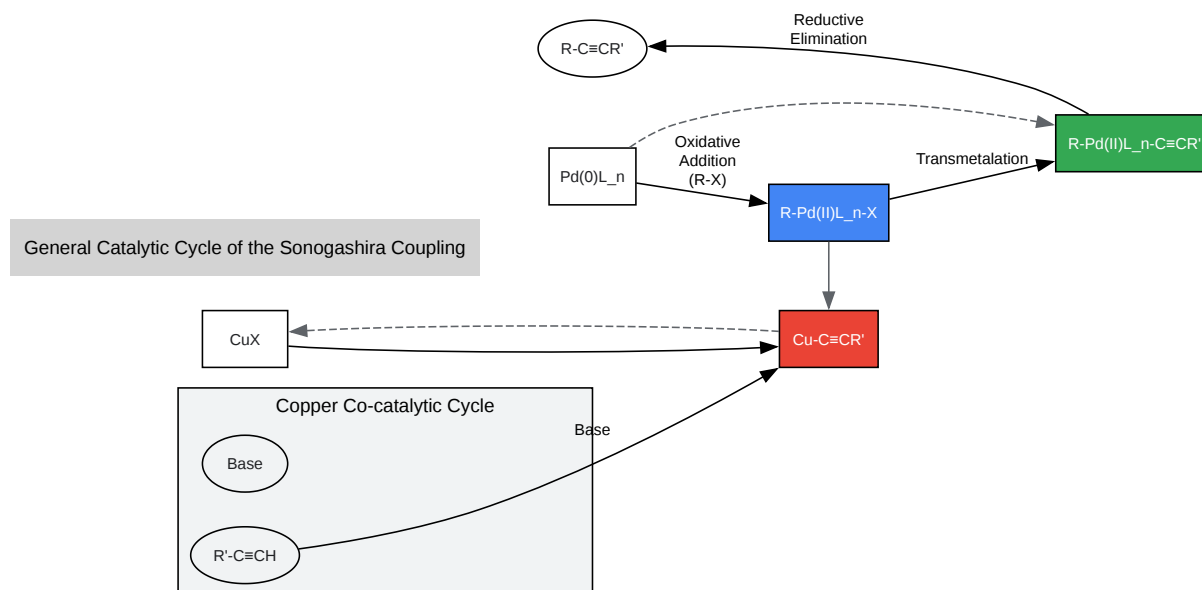 Reductive
Elimination
R-C≡CR'
Oxidative
Addition
(R-X)
Pd(0)L_n
Transmetalation
R-Pd(II)L_n-C≡CR'
R-Pd(II)L_n-X
General Catalytic Cycle of the Sonogashira Coupling
CuX
Cu-C≡CR'
Copper Co-catalytic Cycle
Base
Base
R'-C≡CH